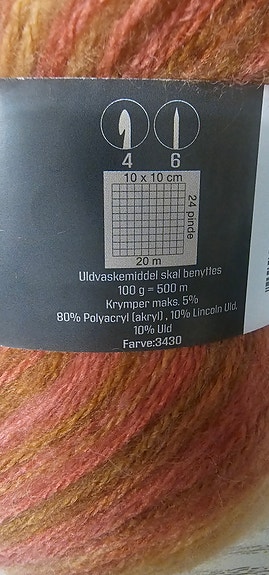 4 6
10 x 10 cm
24 pinde
20 m
Uldvaskemiddel skal benyttes
100 g = 500 m
Krymper maks. 5%
80% Polyacryl (akryl) , 10% Lincoln Uld,
10% Uld
Farve:3430